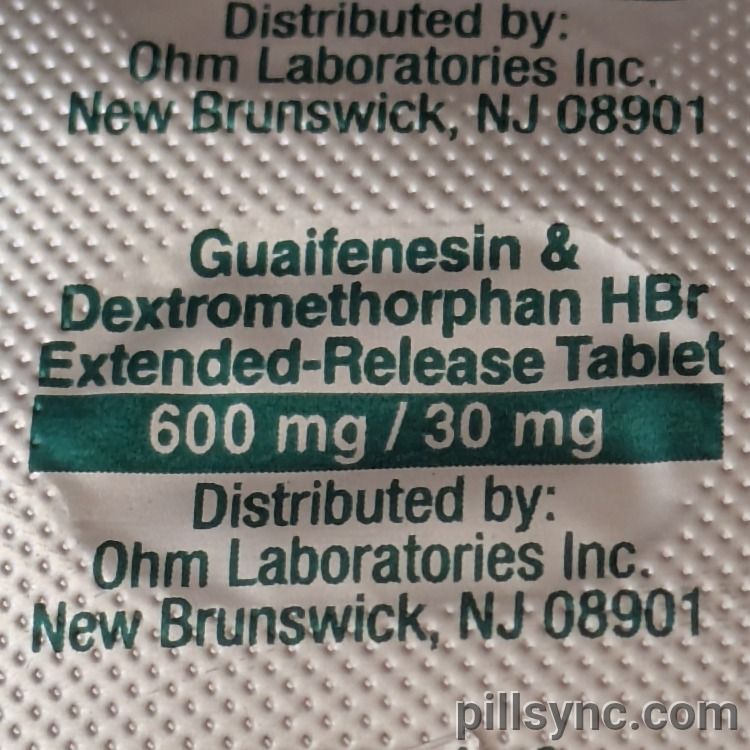 Distributed by:
Ohm Laboratories Inc.
New Brunswick, NJ 08901
Guaifenesin &
Dextromethorphan HBr
Extended-Release Tablet
600 mg / 30 mg
Distributed by:
Ohm Laboratories Inc.
New Brunswick, NJ 08901
pillsync.com